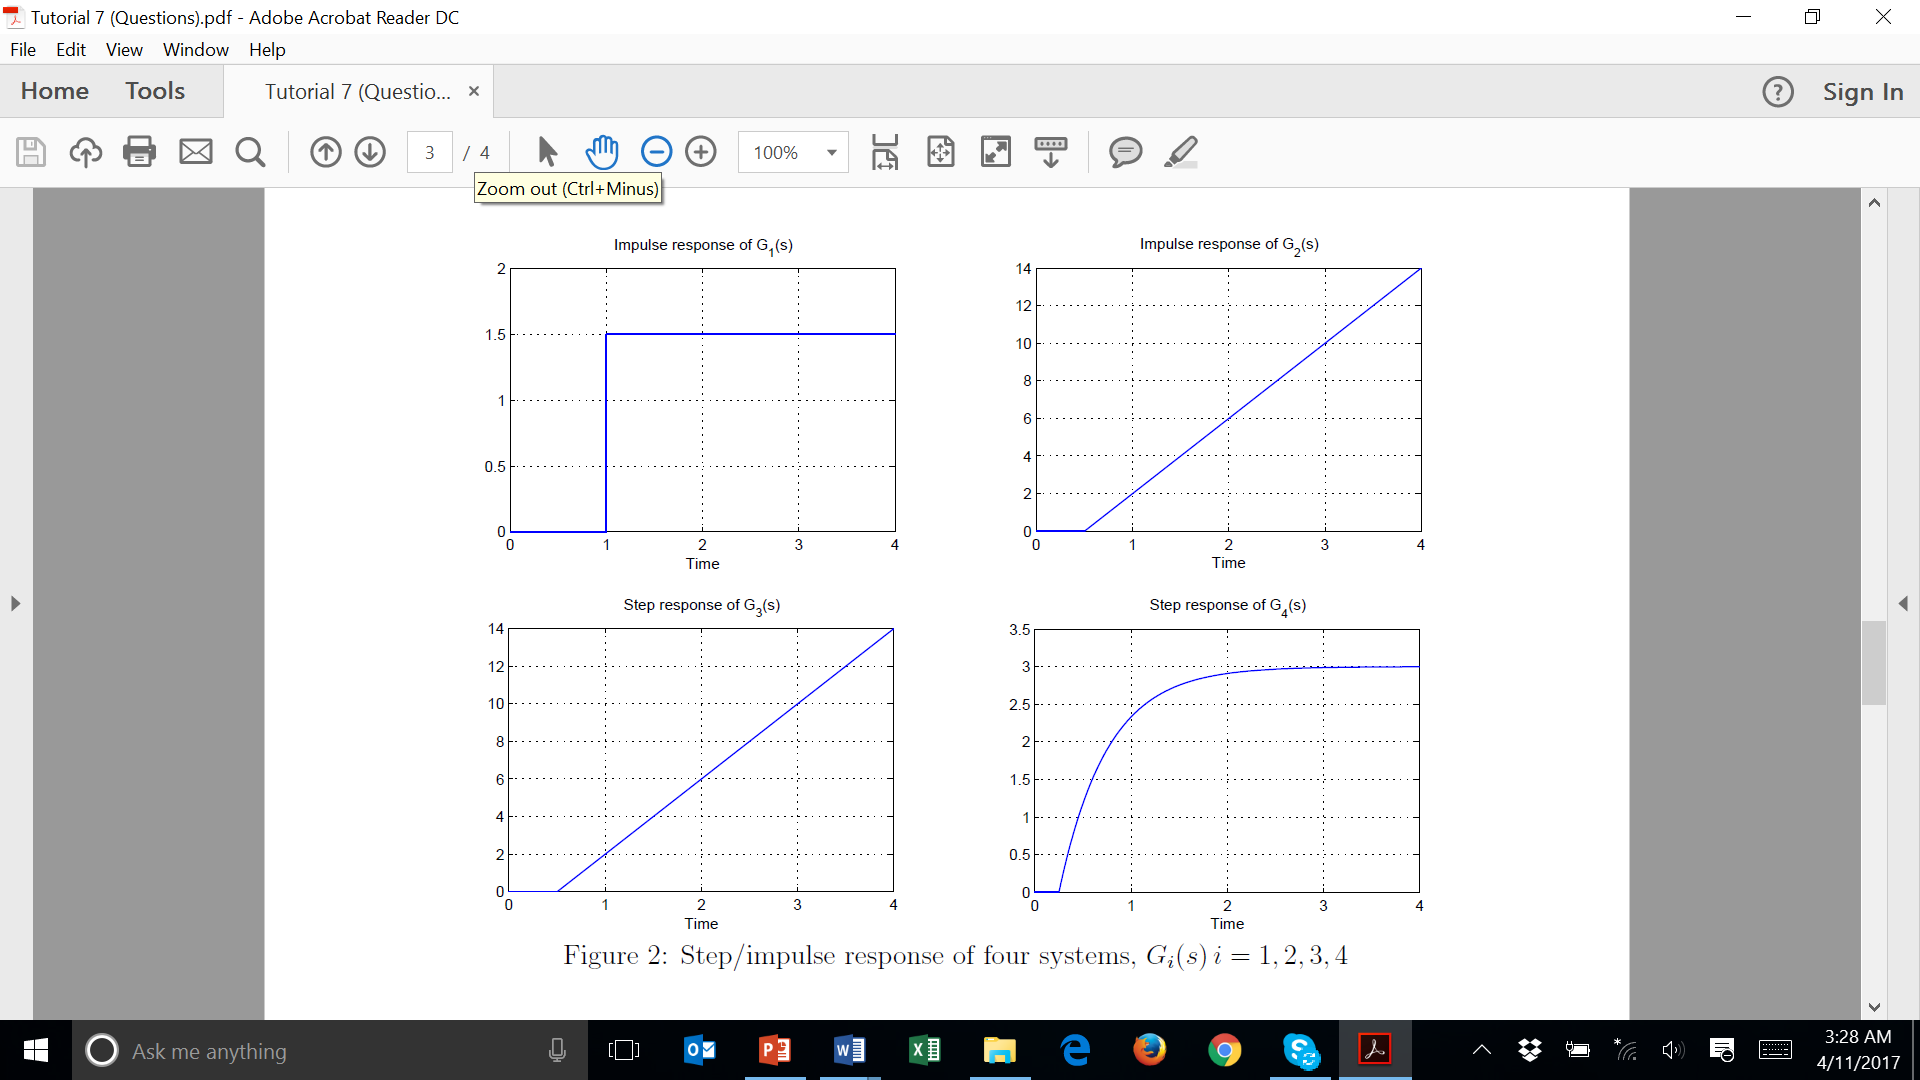 Tutorial 7 (Questions).pdf - Adobe Acrobat Reader DC
File Edit View Window Help
Home Tools Tutorial 7 (Questio... × ? Sign In
3 / 4 100%
Zoom out (Ctrl+Minus)
Impulse response of G1(s)
2
1.5
1
0.5
0
0 1 2 3 4
Time
Impulse response of G2(s)
14
12
10
8
6
4
2
0
0 1 2 3 4
Time
Step response of G3(s)
14
12
10
8
6
4
2
0
0 1 2 3 4
Time
Step response of G4(s)
3.5
3
2.5
2
1.5
1
0.5
0
0 1 2 3 4
Time
Figure 2: Step/impulse response of four systems, Gi(s) i = 1, 2, 3, 4
Ask me anything
3:28 AM
4/11/2017